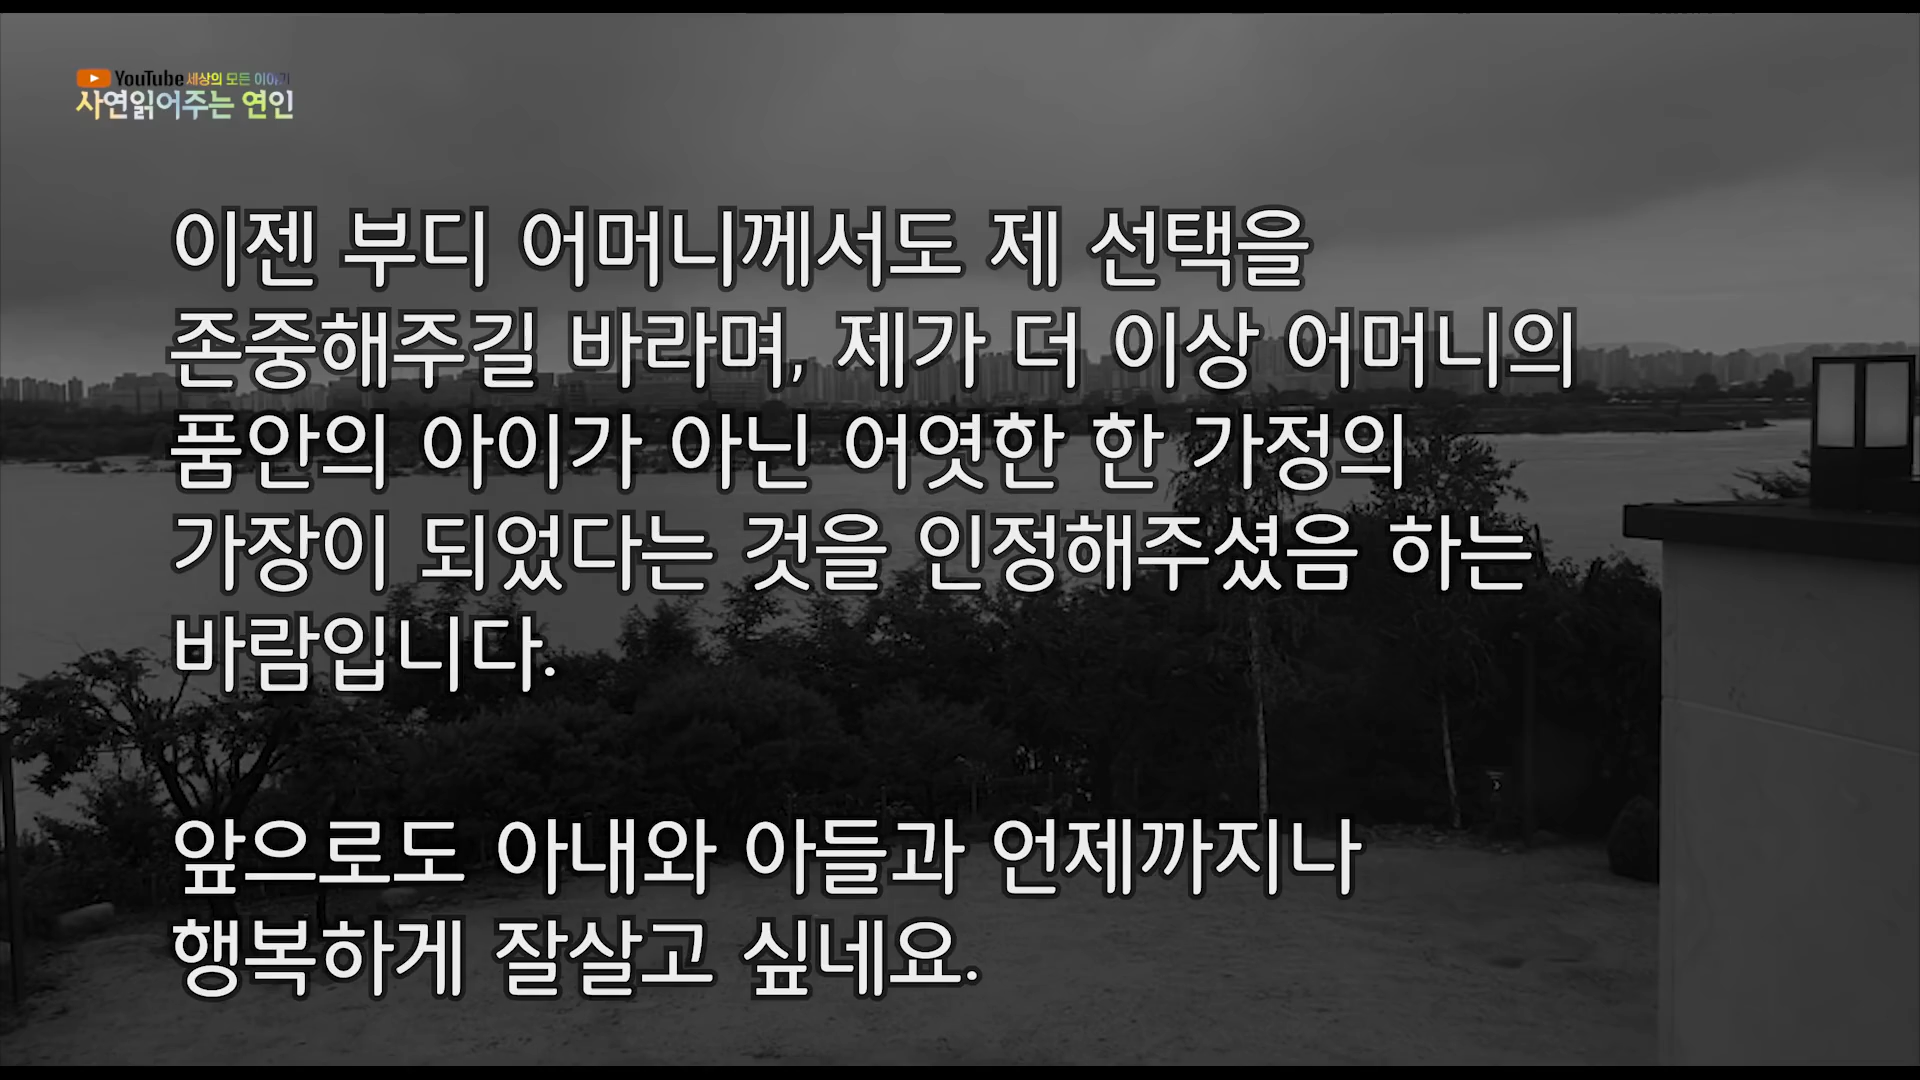 YouTube 세상의 모든 이야기
사연읽어주는 연인
이젠 부디 어머니께서도 제 선택을
존중해주길 바라며, 제가 더 이상 어머니의
품안의 아이가 아닌 어엿한 한 가정의
가장이 되었다는 것을 인정해주셨음 하는
바람입니다.
앞으로도 아내와 아들과 언제까지나
행복하게 잘살고 싶네요.